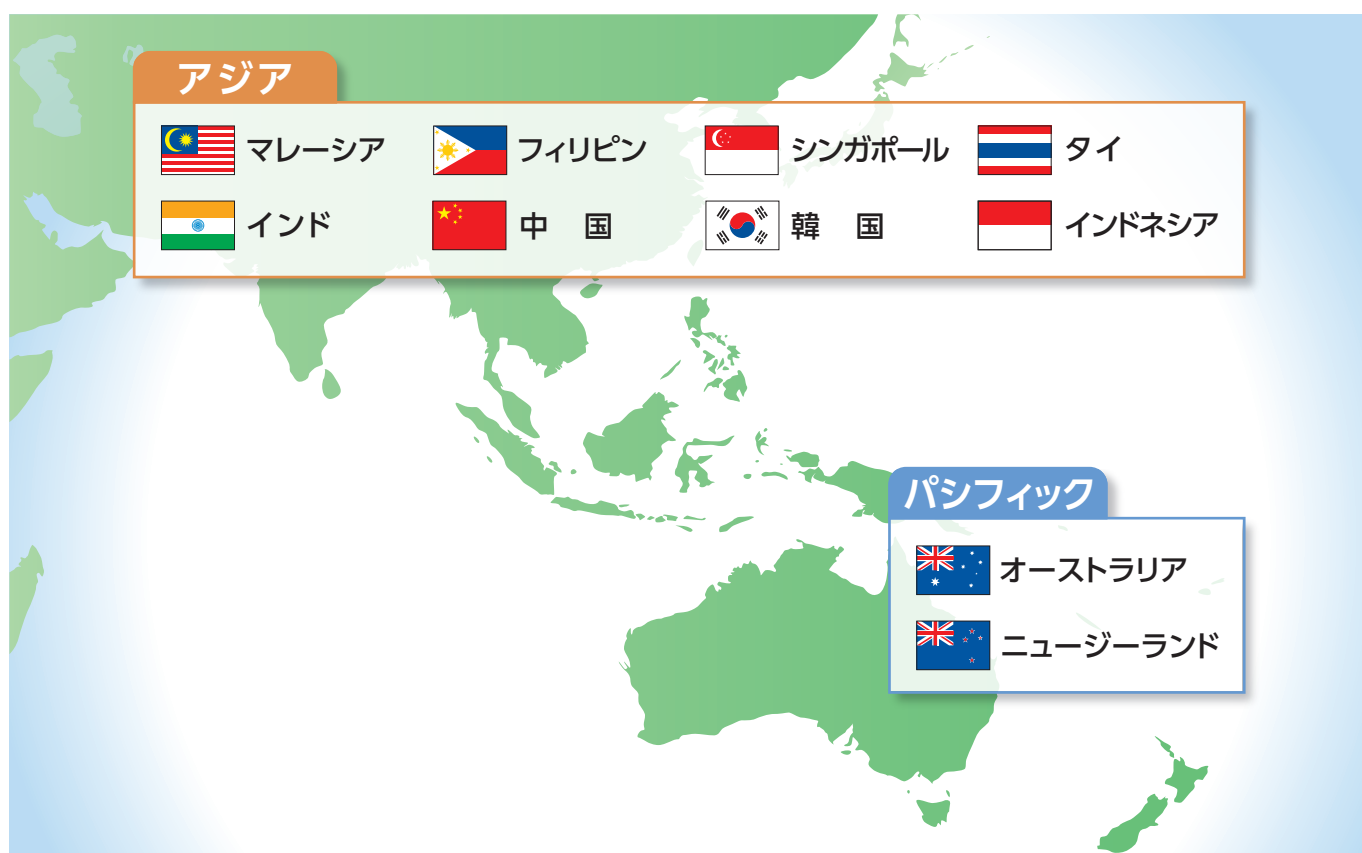 アジア
マレーシア フィリピン シンガポール タイ
インド 中 国 韓 国 インドネシア
パシフィック
オーストラリア
ニュージーランド